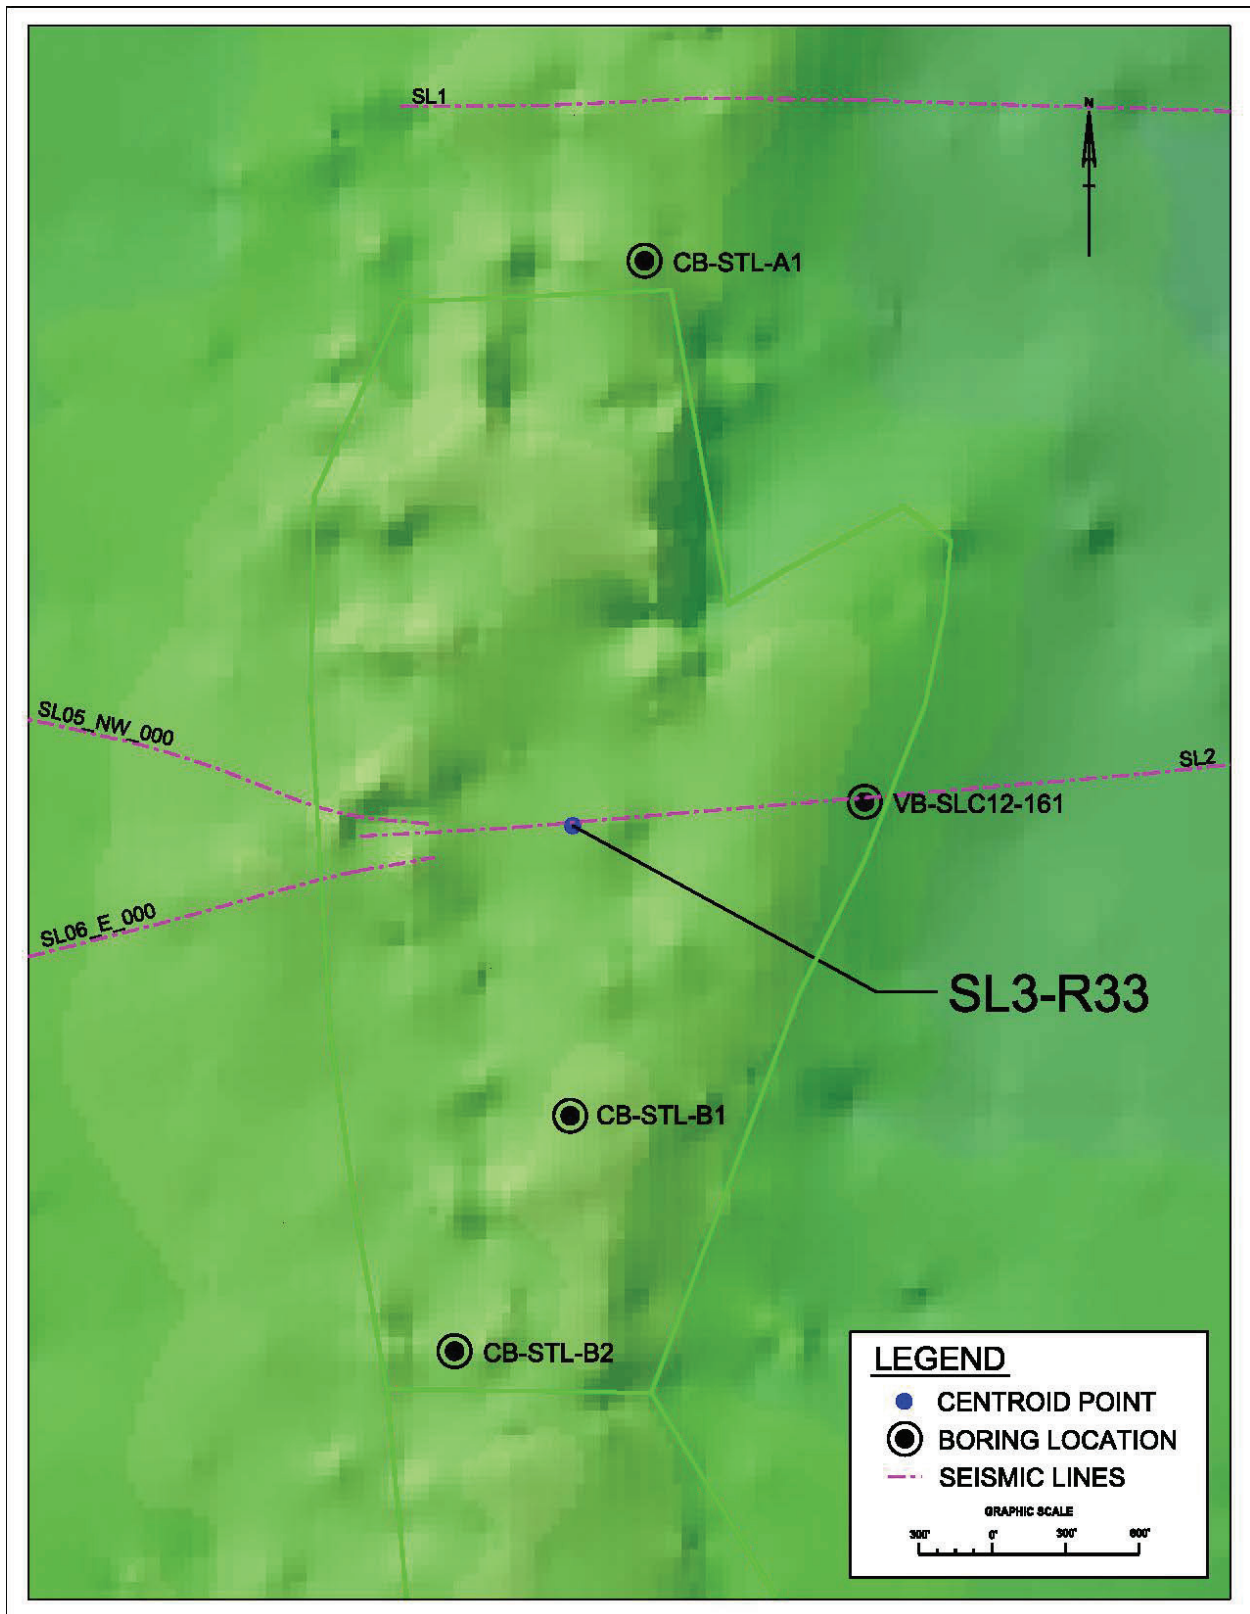 SL1
N
CB-STL-A1
SL05_NW_000
SL2
VB-SLC12-161
SL06_E_000
SL3-R33
CB-STL-B1
CB-STL-B2
LEGEND
CENTROID POINT
BORING LOCATION
SEISMIC LINES
GRAPHIC SCALE
300' 0' 300' 600'